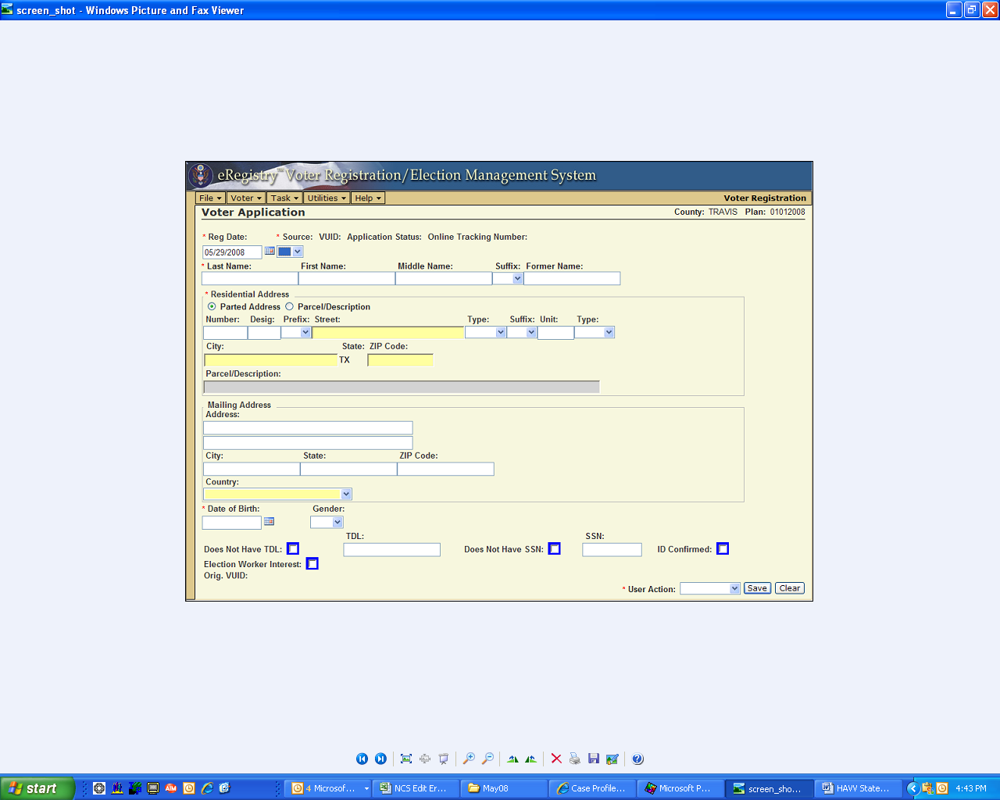 screen_shot - Windows Picture and Fax Viewer
eRegistry™ Voter Registration/Election Management System
File Voter Task Utilities Help Voter Registration
Voter Application County: TRAVIS Plan: 01012008
* Reg Date: * Source: VUID: Application Status: Online Tracking Number:
05/29/2008
* Last Name: First Name: Middle Name: Suffix: Former Name:
* Residential Address
Parted Address Parcel/Description
Number: Desig: Prefix: Street: Type: Suffix: Unit: Type:
City: State: ZIP Code:
TX
Parcel/Description:
Mailing Address
Address:
City: State: ZIP Code:
Country:
* Date of Birth: Gender:
TDL: SSN:
Does Not Have TDL: Does Not Have SSN: ID Confirmed:
Election Worker Interest:
Orig. VUID:
* User Action: Save Clear
start 4 Microsof... NCS Edit Er... May08 Case Profile... Microsoft P... screen_sho... HAVV State... 4:43 PM